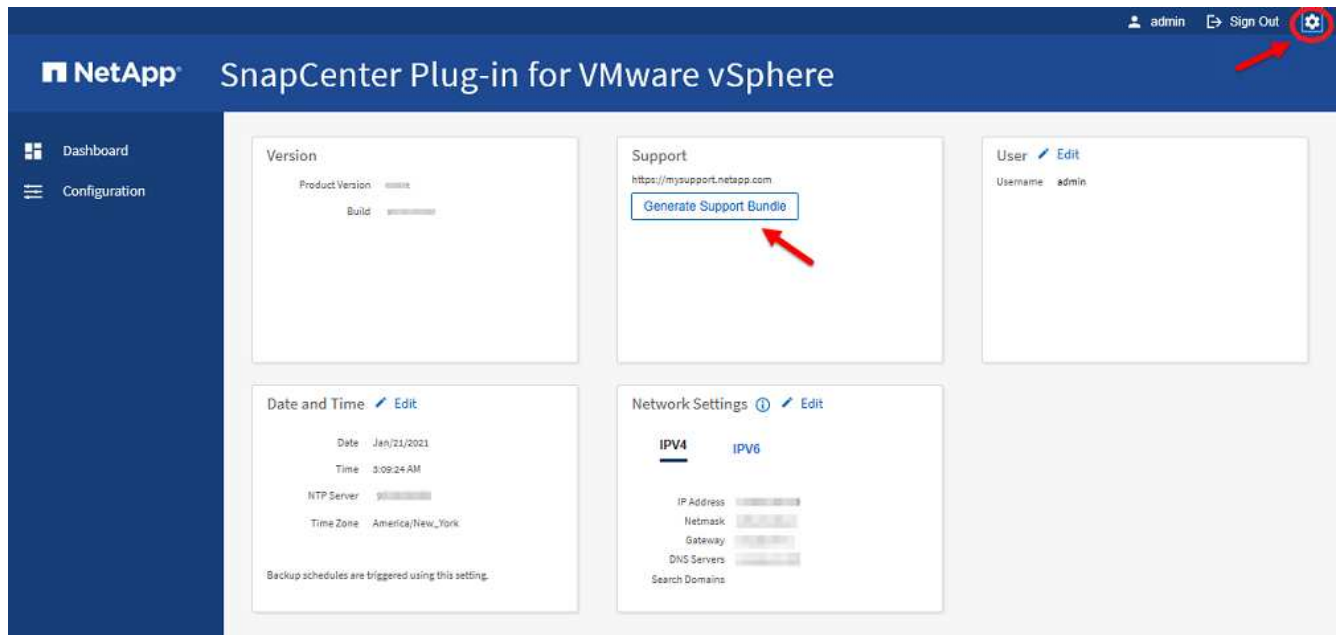 admin Sign Out
NetApp® SnapCenter Plug-in for VMware vSphere
Dashboard
Configuration
Version
Product Version
Build
Support
https://mysupport.netapp.com
Generate Support Bundle
User Edit
Username admin
Date and Time Edit
Date Jan/21/2021
Time 3:09:24 AM
NTP Server
Time Zone America/New_York
Backup schedules are triggered using this setting.
Network Settings Edit
IPV4 IPV6
IP Address
Netmask
Gateway
DNS Servers
Search Domains